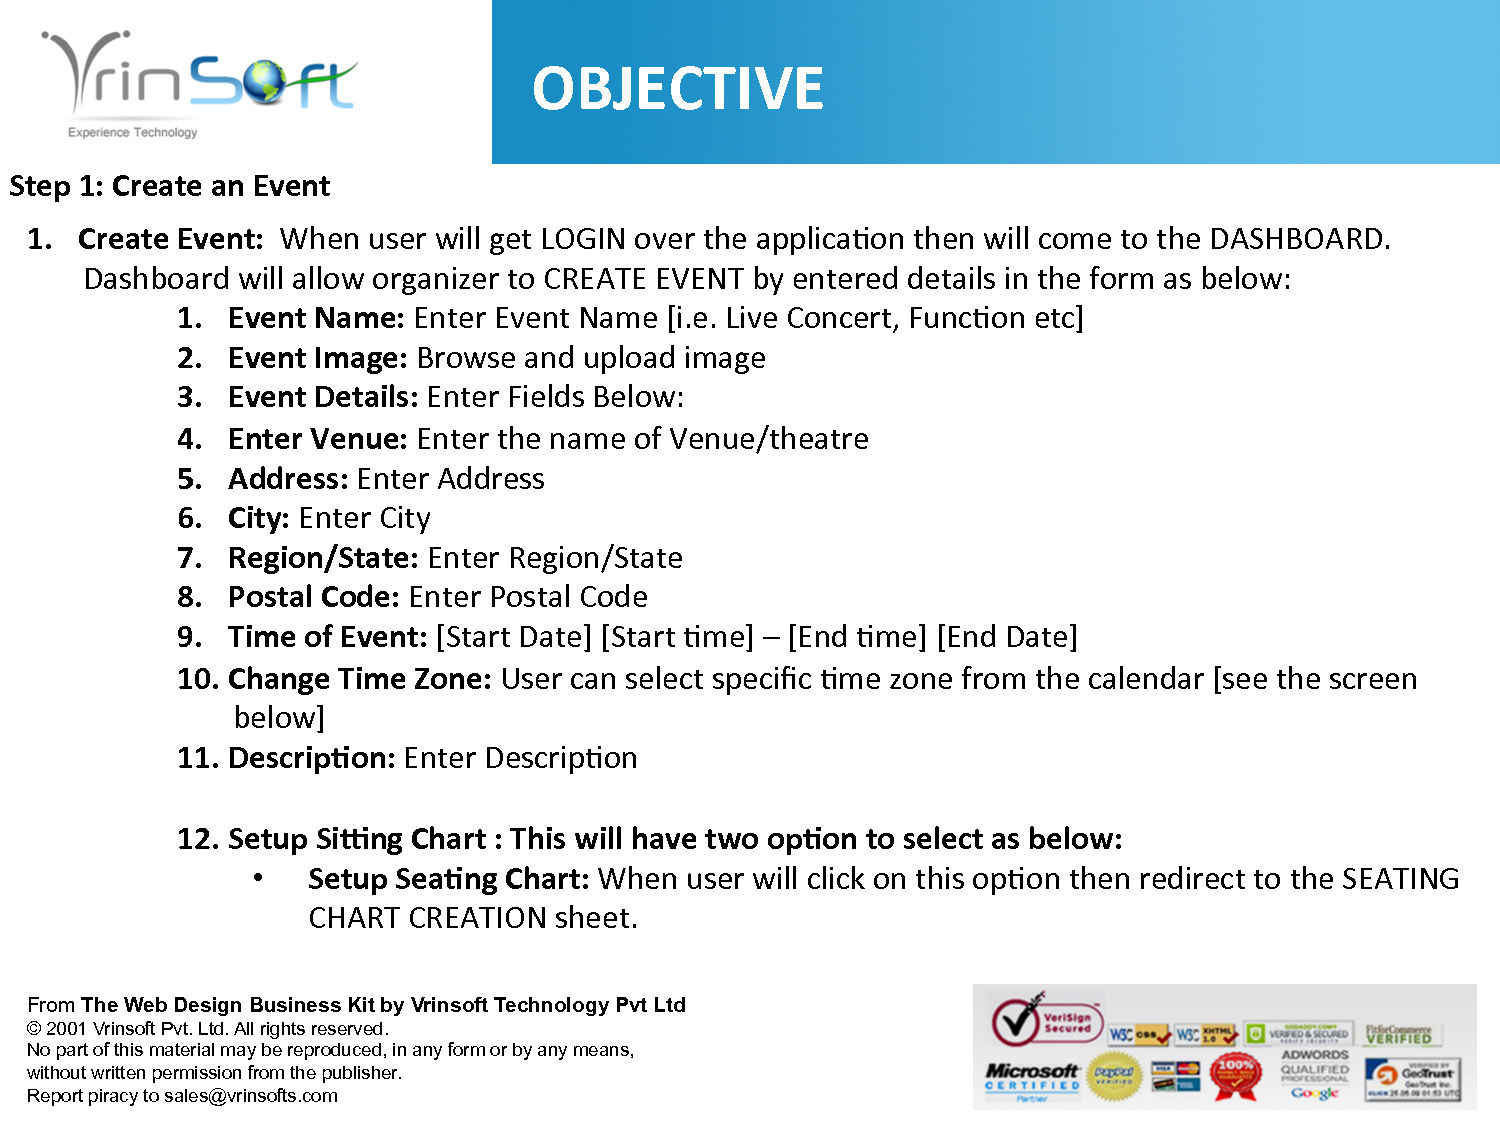 VrinSoft
Experience Technology
OBJECTIVE
Step 1: Create an Event
1. Create Event: When user will get LOGIN over the application then will come to the DASHBOARD.
Dashboard will allow organizer to CREATE EVENT by entered details in the form as below:
1. Event Name: Enter Event Name [i.e. Live Concert, Function etc]
2. Event Image: Browse and upload image
3. Event Details: Enter Fields Below:
4. Enter Venue: Enter the name of Venue/theatre
5. Address: Enter Address
6. City: Enter City
7. Region/State: Enter Region/State
8. Postal Code: Enter Postal Code
9. Time of Event: [Start Date] [Start time] – [End time] [End Date]
10. Change Time Zone: User can select specific time zone from the calendar [see the screen
below]
11. Description: Enter Description
12. Setup Sitting Chart : This will have two option to select as below:
• Setup Seating Chart: When user will click on this option then redirect to the SEATING
CHART CREATION sheet.
From The Web Design Business Kit by Vrinsoft Technology Pvt Ltd
© 2001 Vrinsoft Pvt. Ltd. All rights reserved.
No part of this material may be reproduced, in any form or by any means,
without written permission from the publisher.
Report piracy to sales@vrinsofts.com
VeriSign
Secured
W3C CSS
W3C XHTML 1.0
VERIFIED & SECURED
FitforCommerce
VERIFIED
Microsoft
CERTIFIED
Partner
PayPal
VERIFIED
100%
ADWORDS
QUALIFIED
PROFESSIONAL
Google
VERIFIED BY
GeoTrust
GeoTrust Inc.